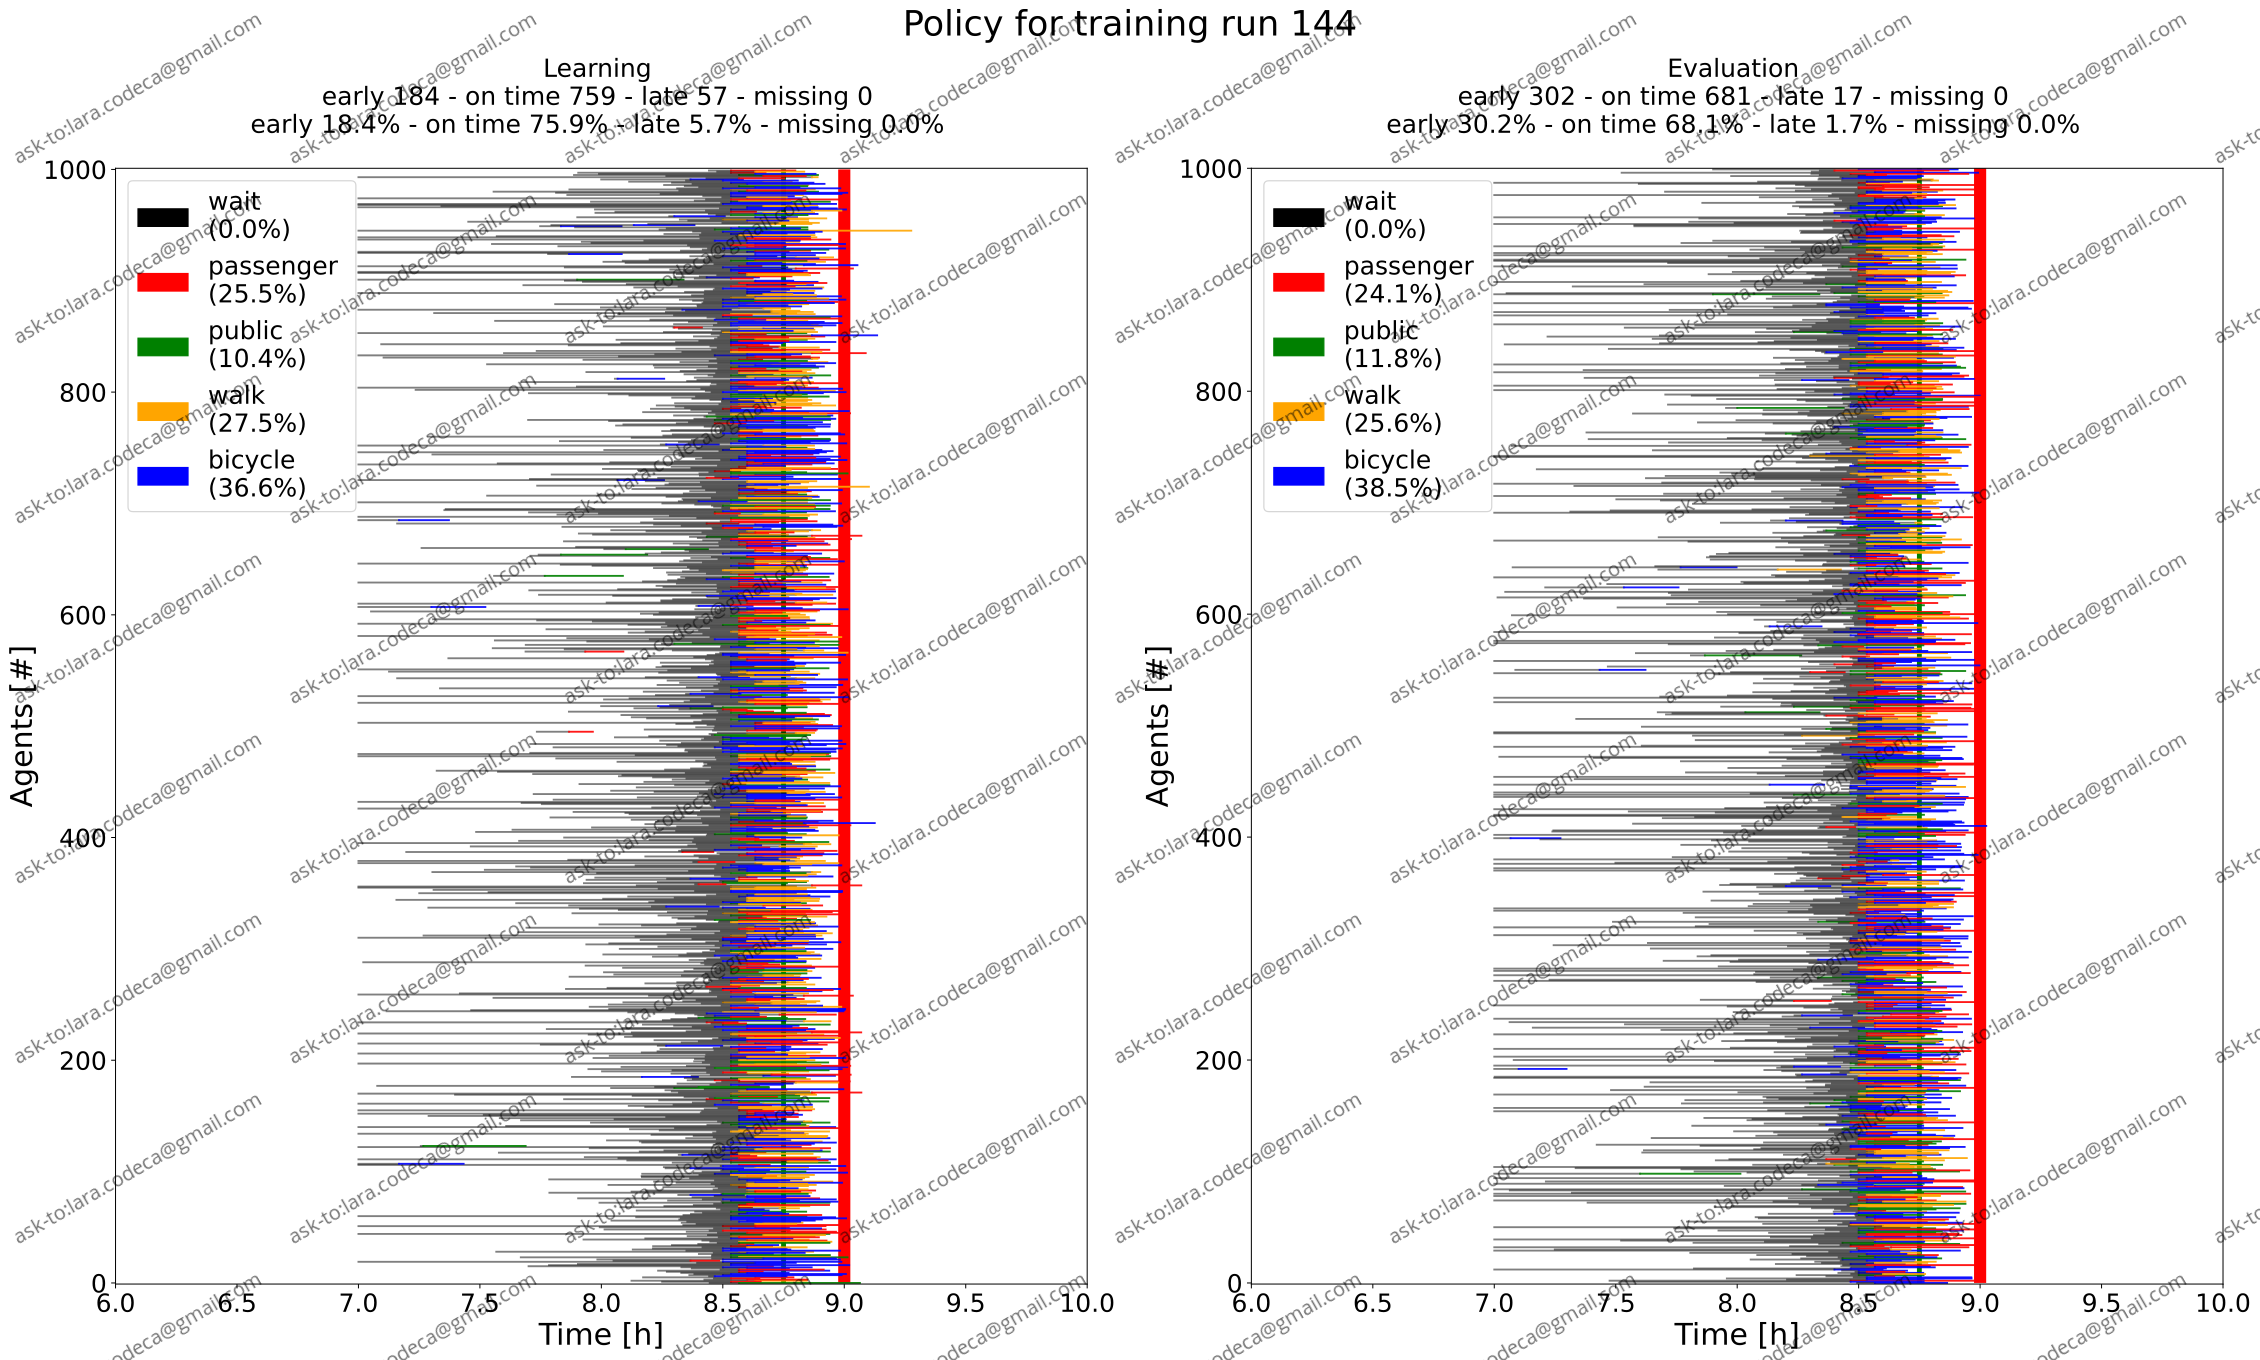 Policy for training run 144
Learning
early 184 - on time 759 - late 57 - missing 0
early 18.4% - on time 75.9% - late 5.7% - missing 0.0%
1000
800
600
400
200
0
Agents [#]
wait
(0.0%)
passenger
(25.5%)
public
(10.4%)
walk
(27.5%)
bicycle
(36.6%)
6.0 6.5 7.0 7.5 8.0 8.5 9.0 9.5 10.0
Time [h]
Evaluation
early 302 - on time 681 - late 17 - missing 0
early 30.2% - on time 68.1% - late 1.7% - missing 0.0%
1000
800
600
400
200
0
Agents [#]
wait
(0.0%)
passenger
(24.1%)
public
(11.8%)
walk
(25.6%)
bicycle
(38.5%)
6.0 6.5 7.0 7.5 8.0 8.5 9.0 9.5 10.0
Time [h]
ask-to:lara.codeca@gmail.com